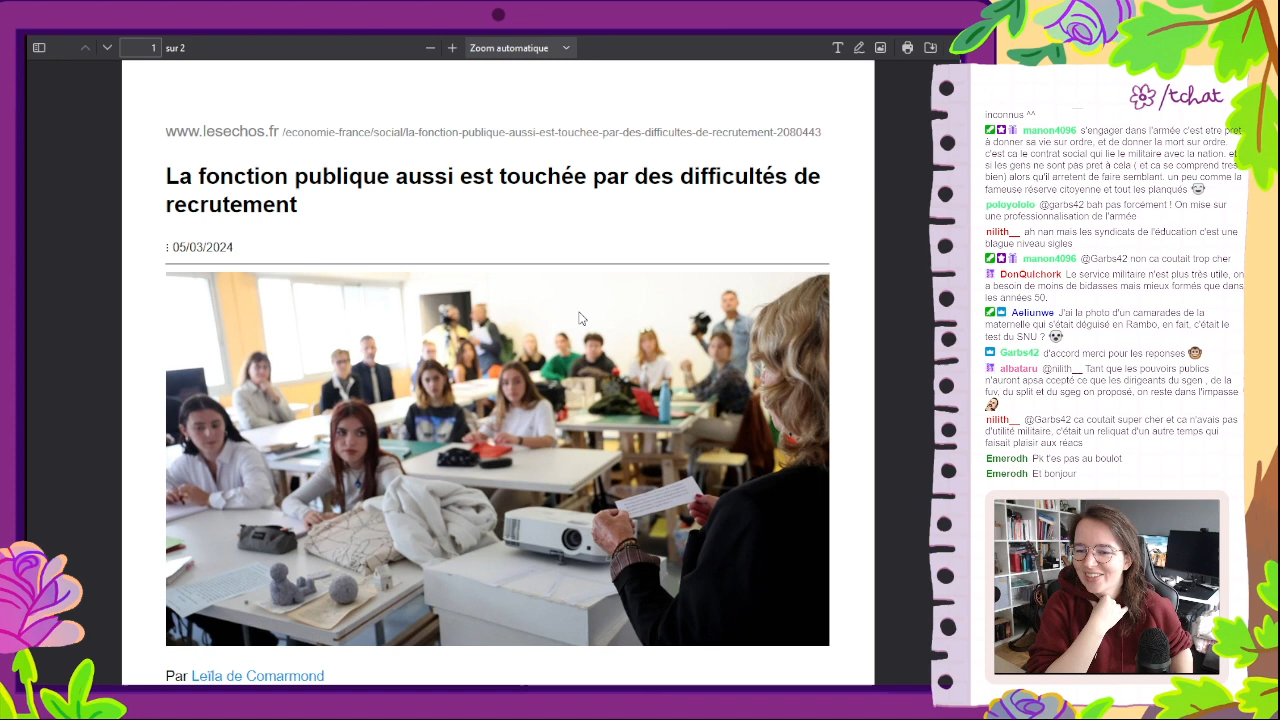 1 sur 2
Zoom automatique
www.lesechos.fr /economie-france/social/la-fonction-publique-aussi-est-touchee-par-des-difficultes-de-recrutement-2080443
La fonction publique aussi est touchée par des difficultés de
recrutement
: 05/03/2024
Par Leïla de Comarmond
/tchat
inconnus ^^
manon4096 s'engager dans l'armée c'est etre pret
à donner sa vie sur ordre, et de donner la mort sur ordre.
c'est ca le contrat social qui lie le militaire avec la nation. et
si les gens ne sont pas pret à cela ( et ca se comprend tres
bien) alors qu'il arretent de faire semblant. un peu comme la
fameuse réserve citoyenne et tout les planqués
poloyololo @garbs42 bah pas forcement ! On mise sur
une professionnalisation de l'armée
nilith__ ah nan mais les syndicats de l'éducation c'est une
blague niveau sigles
manon4096 @Garbs42 non ca coutait trop cher
DonQuichork Le service militaire n'est plus très utile, on
a besoin de moins de bidasses mais mieux formés que dans
les années 50.
Aeliunwe J'ai la photo d'un camarades de la
maternelle qui s'était déguisé en Rambo, en fait, c'était le
test du SNU ?
Garbs42 d'accord merci pour les reponses
albataru @nilith__ Tant que les pouvoirs publics
n'auront apsa ccepté ce que les dirigeants du sgen , de la
fuv, du split et du sgeg on proposé, on reste dans l'impasse
nilith__ @Garbs42 ca coutait super cher et ca n'avais pas
d'utilité militaire, c'était un reliquat d'un autre temps qui
faisait plaisir aux réacs
Emerodh Pk t'es pas au boulot
Emerodh Et bonjour